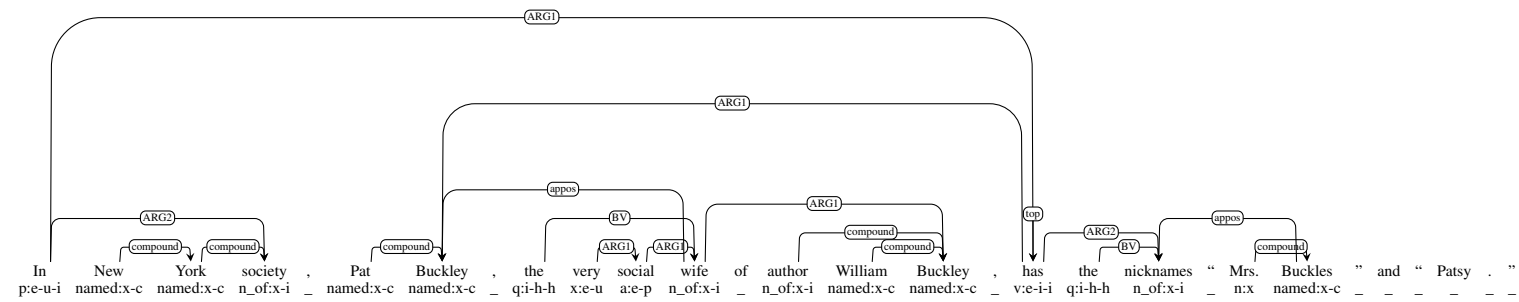 ARG1
ARG1
appos
ARG2 BV ARG1 top appos
compound ARG2
compound compound compound ARG1 ARG1 compound BV compound
In New York society , Pat Buckley , the very social wife of author William Buckley , has the nicknames “ Mrs. Buckles ” and “ Patsy . ”
p:e-u-i named:x-c named:x-c n_of:x-i _ named:x-c named:x-c _ q:i-h-h x:e-u a:e-p n_of:x-i _ n_of:x-i named:x-c named:x-c _ v:e-i-i q:i-h-h n_of:x-i _ n:x named:x-c _ _ _ _ _ _